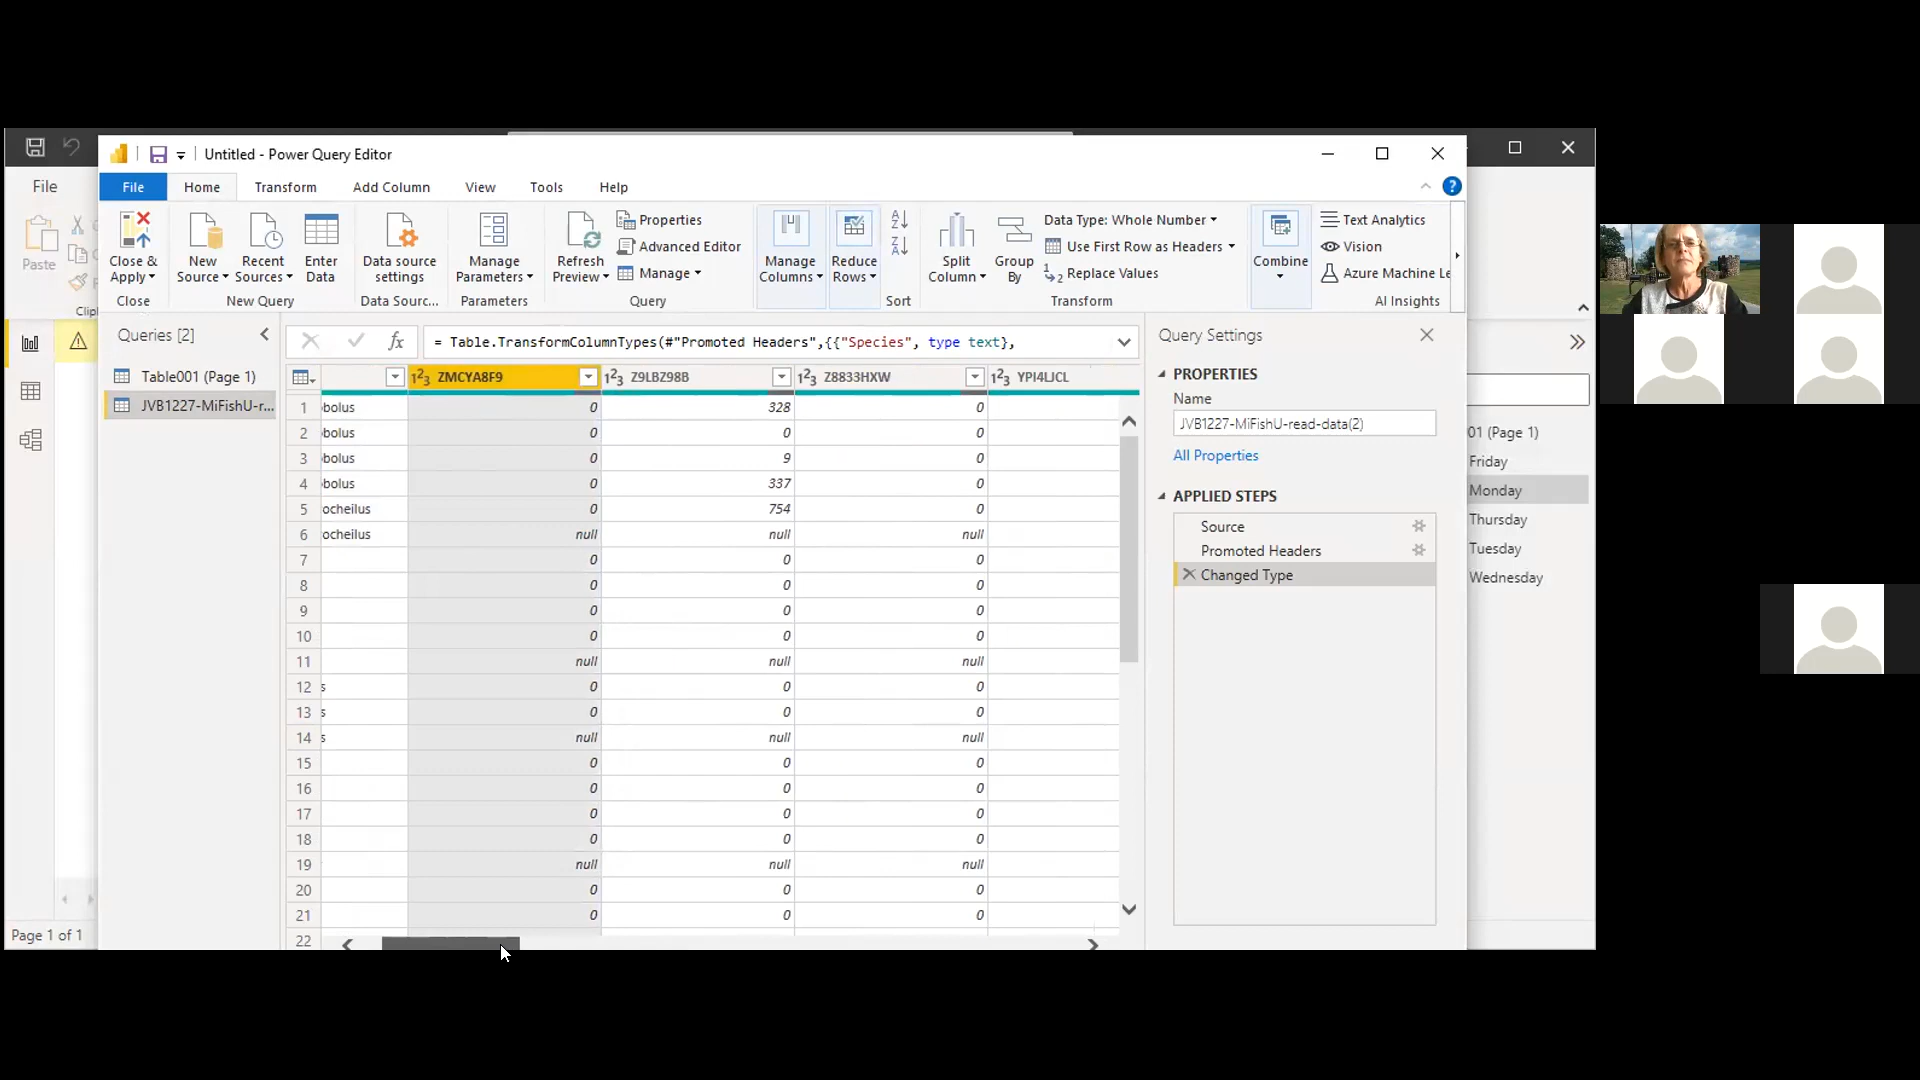 Untitled - Power Query Editor
File
File Home Transform Add Column View Tools Help
Paste
Close & Apply
New Source
Recent Sources
Enter Data
Data source settings
Manage Parameters
Refresh Preview
Properties
Advanced Editor
Manage
Manage Columns
Reduce Rows
Split Column
Group By
Data Type: Whole Number
Use First Row as Headers
Replace Values
Combine
Text Analytics
Vision
Azure Machine Le
Clip
Close
New Query
Data Sourc...
Parameters
Query
Sort
Transform
AI Insights
Queries [2]
Table001 (Page 1)
JVB1227-MiFishU-r...
fx
= Table.TransformColumnTypes(#"Promoted Headers",{{"Species", type text},
ZMCYA8F9 Z9LBZ98B Z8833HXW YPI4LJCL
1 bolus 0 328 0
2 bolus 0 0 0
3 bolus 0 9 0
4 bolus 0 337 0
5 ocheilus 0 754 0
6 ocheilus null null null
7 0 0 0
8 0 0 0
9 0 0 0
10 0 0 0
11 null null null
12 s 0 0 0
13 s 0 0 0
14 s null null null
15 0 0 0
16 0 0 0
17 0 0 0
18 0 0 0
19 null null null
20 0 0 0
21 0 0 0
22
Query Settings
PROPERTIES
Name
JVB1227-MiFishU-read-data(2)
All Properties
APPLIED STEPS
Source
Promoted Headers
Changed Type
01 (Page 1)
Friday
Monday
Thursday
Tuesday
Wednesday
Page 1 of 1